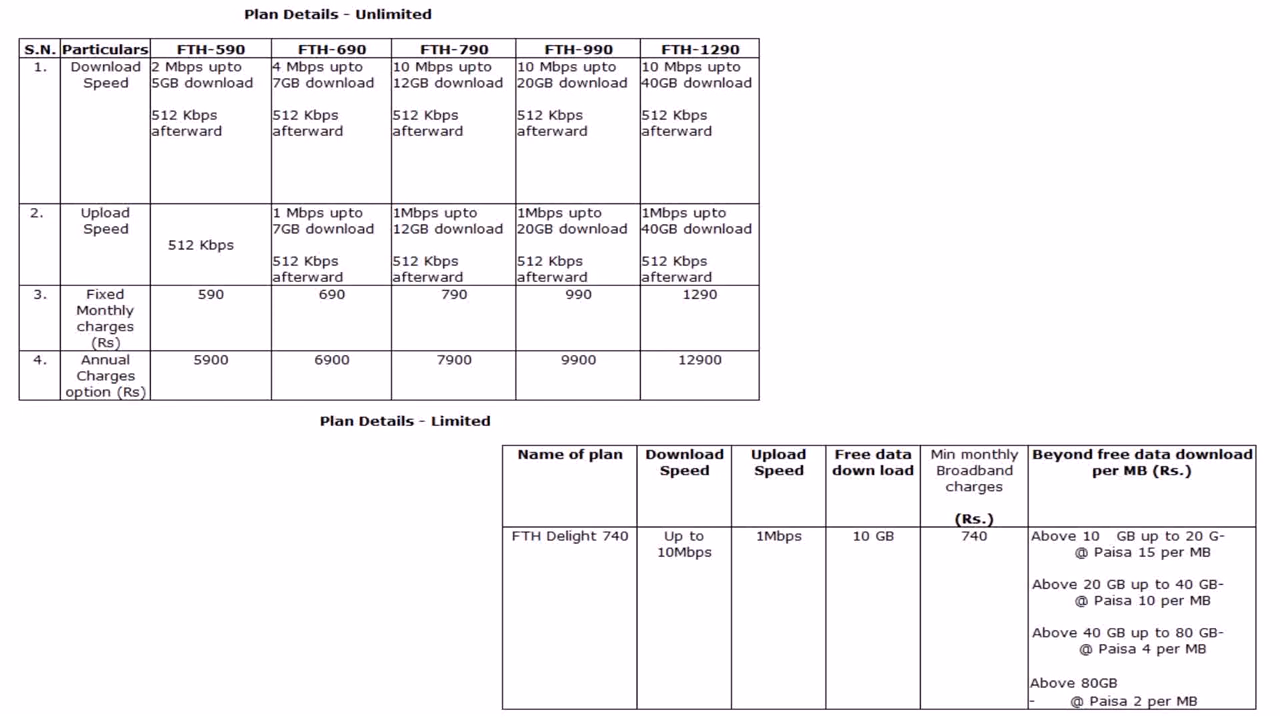 Plan Details - Unlimited
S.N. Particulars FTH-590 FTH-690 FTH-790 FTH-990 FTH-1290
1. Download 2 Mbps upto 4 Mbps upto 10 Mbps upto 10 Mbps upto 10 Mbps upto
Speed 5GB download 7GB download 12GB download 20GB download 40GB download
512 Kbps 512 Kbps 512 Kbps 512 Kbps 512 Kbps
afterward afterward afterward afterward afterward
2. Upload 1 Mbps upto 1Mbps upto 1Mbps upto 1Mbps upto
Speed 7GB download 12GB download 20GB download 40GB download
512 Kbps
512 Kbps 512 Kbps 512 Kbps 512 Kbps
afterward afterward afterward afterward
3. Fixed 590 690 790 990 1290
Monthly
charges
(Rs)
4. Annual 5900 6900 7900 9900 12900
Charges
option (Rs)
Plan Details - Limited
Name of plan Download Upload Free data Min monthly Beyond free data download
Speed Speed down load Broadband per MB (Rs.)
charges
(Rs.)
FTH Delight 740 Up to 1Mbps 10 GB 740 Above 10 GB up to 20 G-
10Mbps @ Paisa 15 per MB
Above 20 GB up to 40 GB-
@ Paisa 10 per MB
Above 40 GB up to 80 GB-
@ Paisa 4 per MB
Above 80GB
- @ Paisa 2 per MB